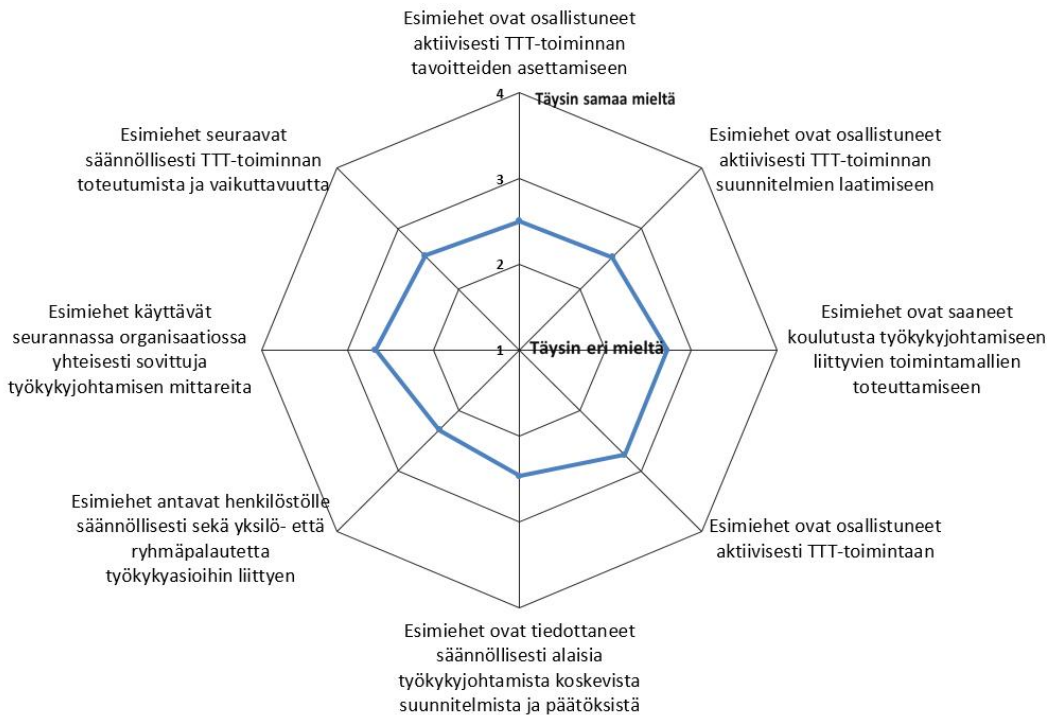 Esimiehet ovat osallistuneet
aktiivisesti TTT-toiminnan
tavoitteiden asettamiseen
4
Täysin samaa mieltä
Esimiehet seuraavat
säännöllisesti TTT-toiminnan
toteutumista ja vaikuttavuutta
Esimiehet ovat osallistuneet
aktiivisesti TTT-toiminnan
suunnitelmien laatimiseen
3
2
Esimiehet käyttävät
seurannassa organisaatiossa
yhteisesti sovittuja
työkykyjohtamisen mittareita
1
Täysin eri mieltä
Esimiehet ovat saaneet
koulutusta työkykyjohtamiseen
liittyvien toimintamallien
toteuttamiseen
Esimiehet antavat henkilöstölle
säännöllisesti sekä yksilö- että
ryhmäpalautetta
työkykyasioihin liittyen
Esimiehet ovat osallistuneet
aktiivisesti TTT-toimintaan
Esimiehet ovat tiedottaneet
säännöllisesti alaisia
työkykyjohtamista koskevista
suunnitelmista ja päätöksistä